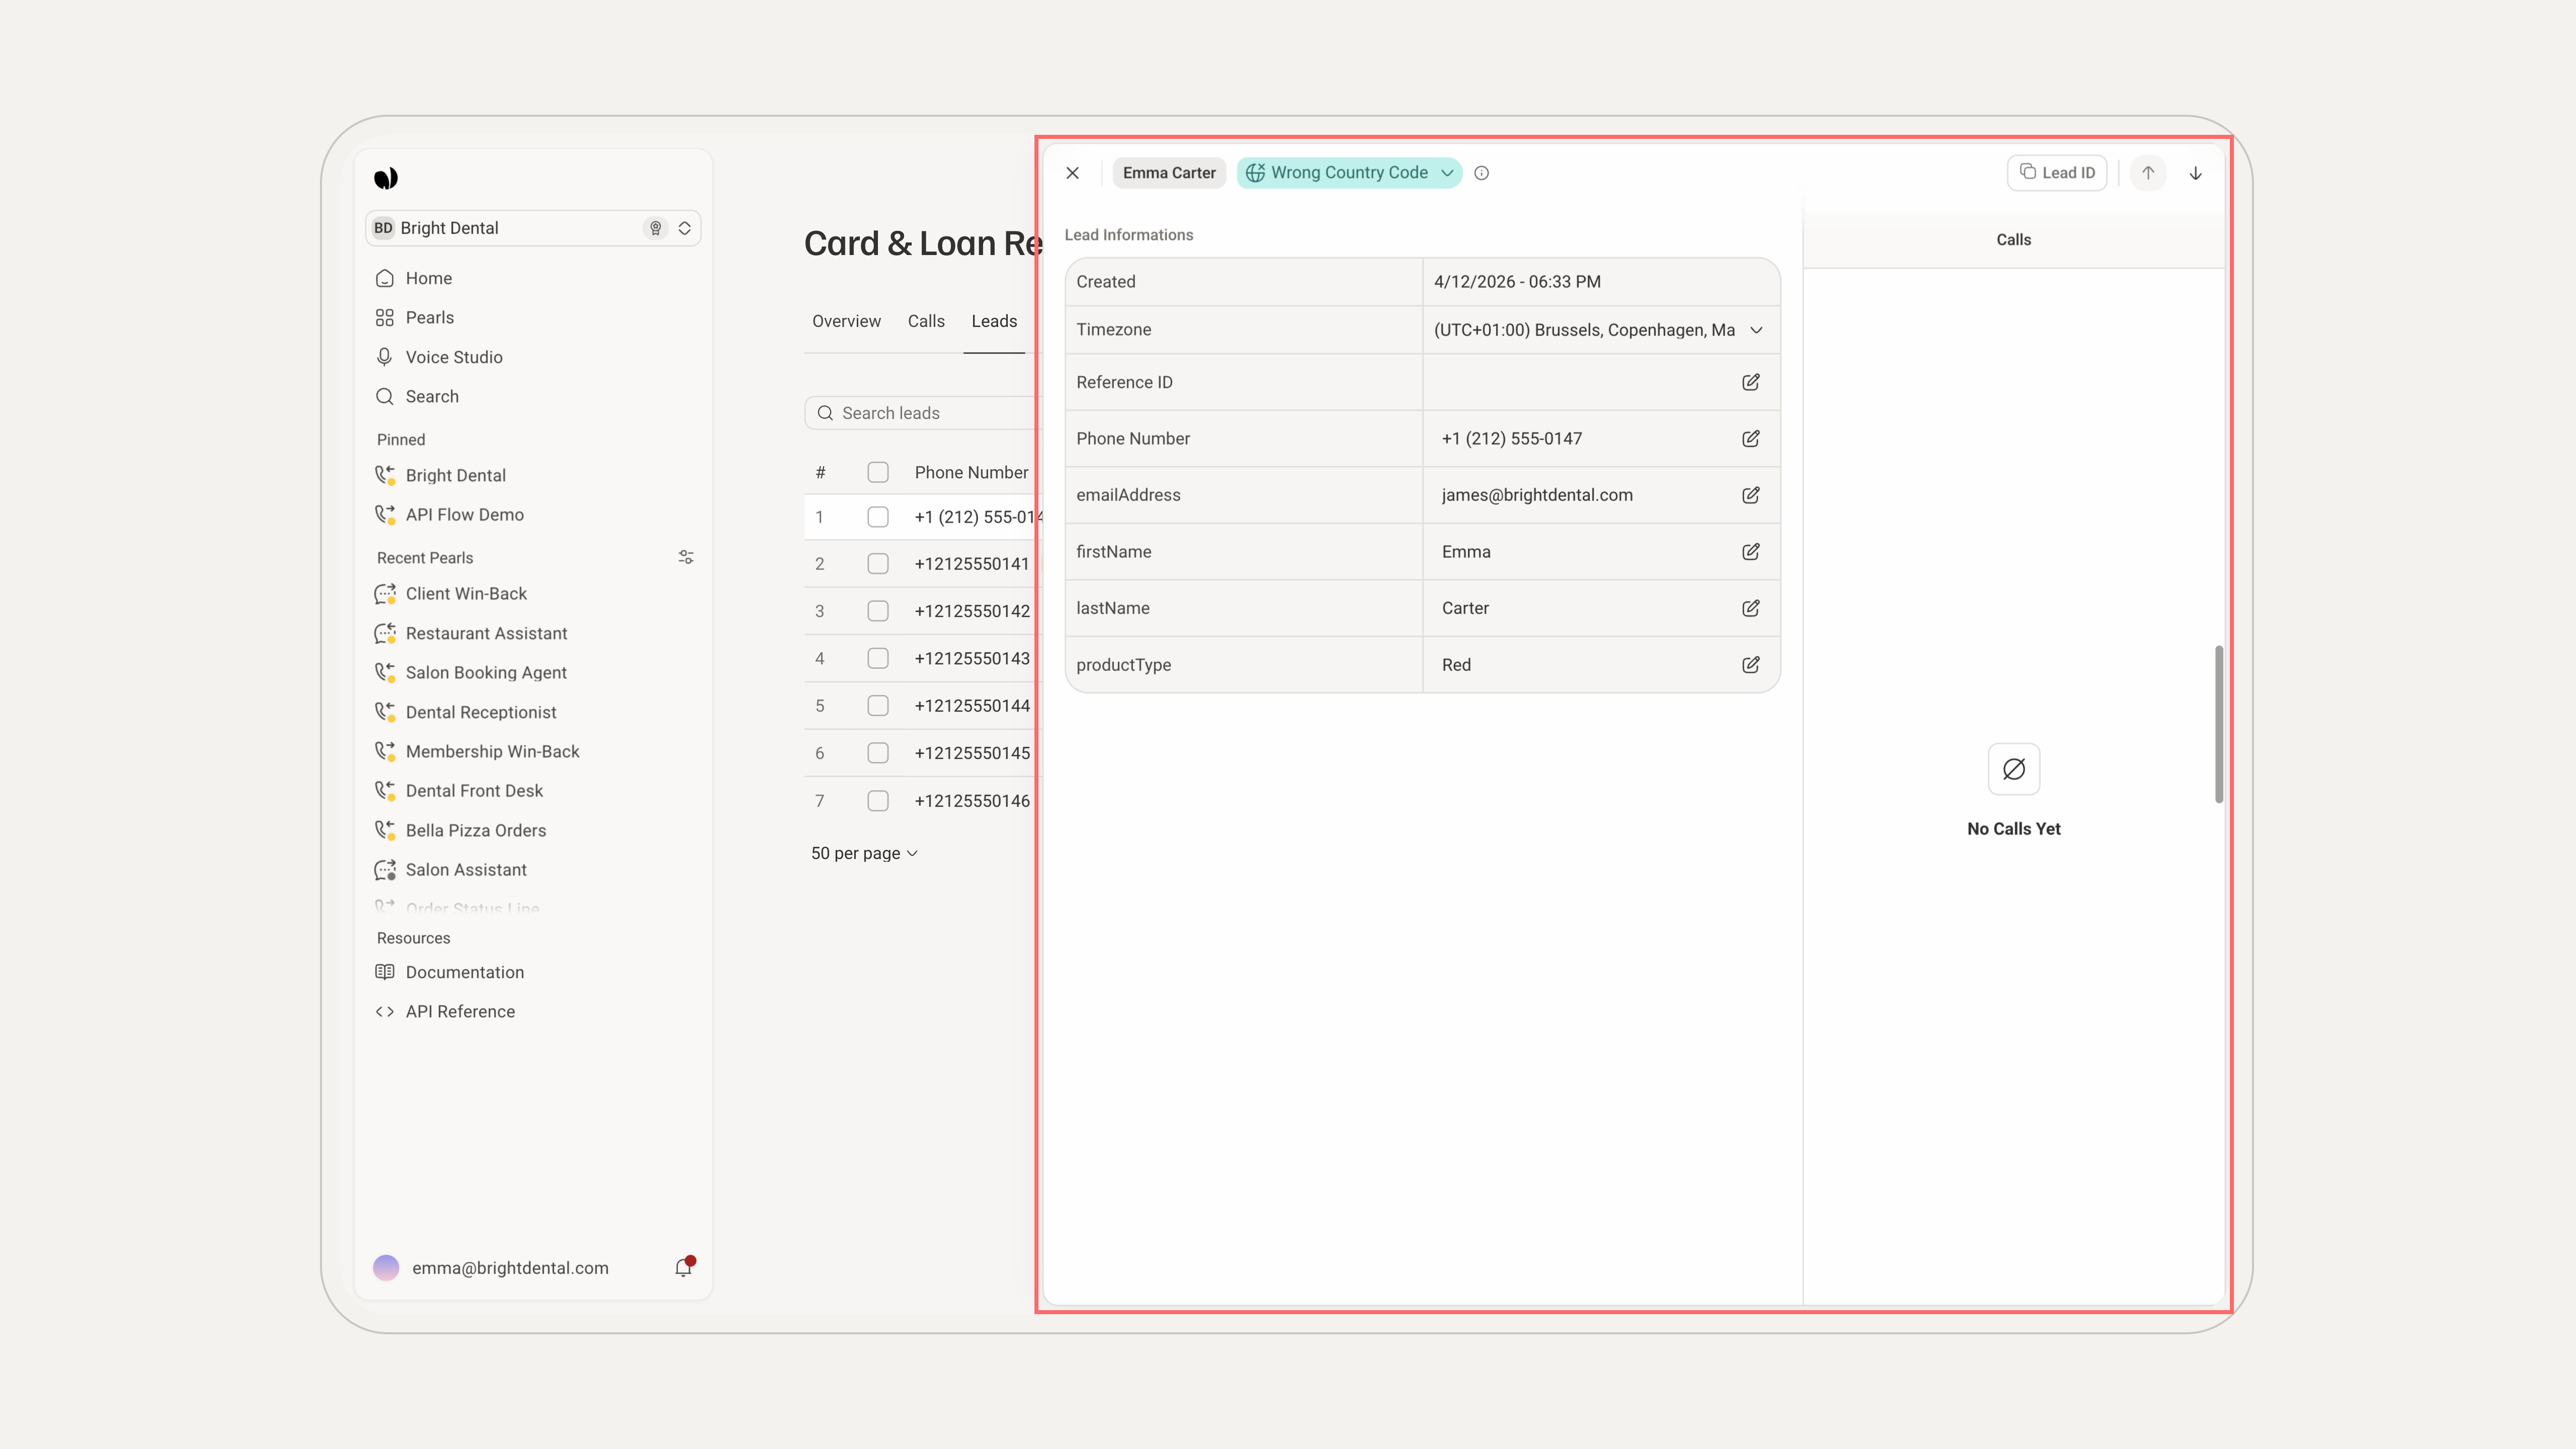 BD Bright Dental
Home
Pearls
Voice Studio
Search
Pinned
Bright Dental
API Flow Demo
Recent Pearls
Client Win-Back
Restaurant Assistant
Salon Booking Agent
Dental Receptionist
Membership Win-Back
Dental Front Desk
Bella Pizza Orders
Salon Assistant
Order Status Line
Resources
Documentation
API Reference
emma@brightdental.com
Card & Loan Re
Overview Calls Leads
Search leads
# Phone Number
1 +1 (212) 555-014
2 +12125550141
3 +12125550142
4 +12125550143
5 +12125550144
6 +12125550145
7 +12125550146
50 per page
Emma Carter Wrong Country Code Lead ID
Lead Informations
Created 4/12/2026 - 06:33 PM
Timezone (UTC+01:00) Brussels, Copenhagen, Ma
Reference ID
Phone Number +1 (212) 555-0147
emailAddress james@brightdental.com
firstName Emma
lastName Carter
productType Red
Calls
No Calls Yet